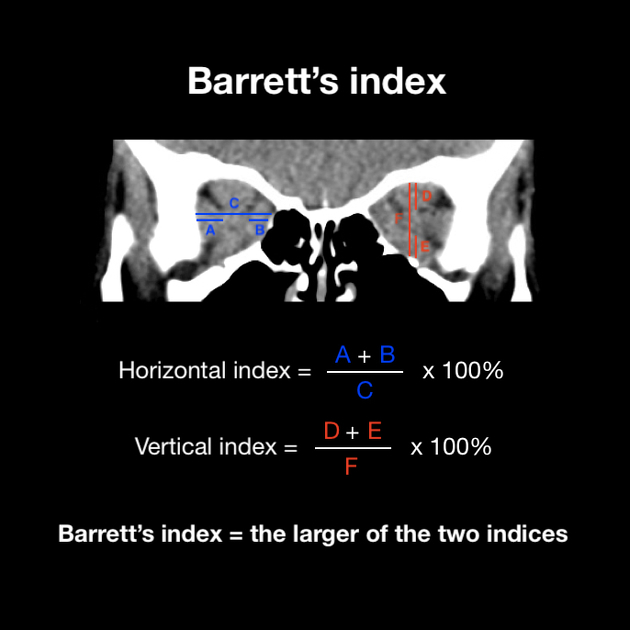 Barrett’s index
C
A B
D
F
E
Horizontal index = A + B / C x 100%
Vertical index = D + E / F x 100%
Barrett’s index = the larger of the two indices